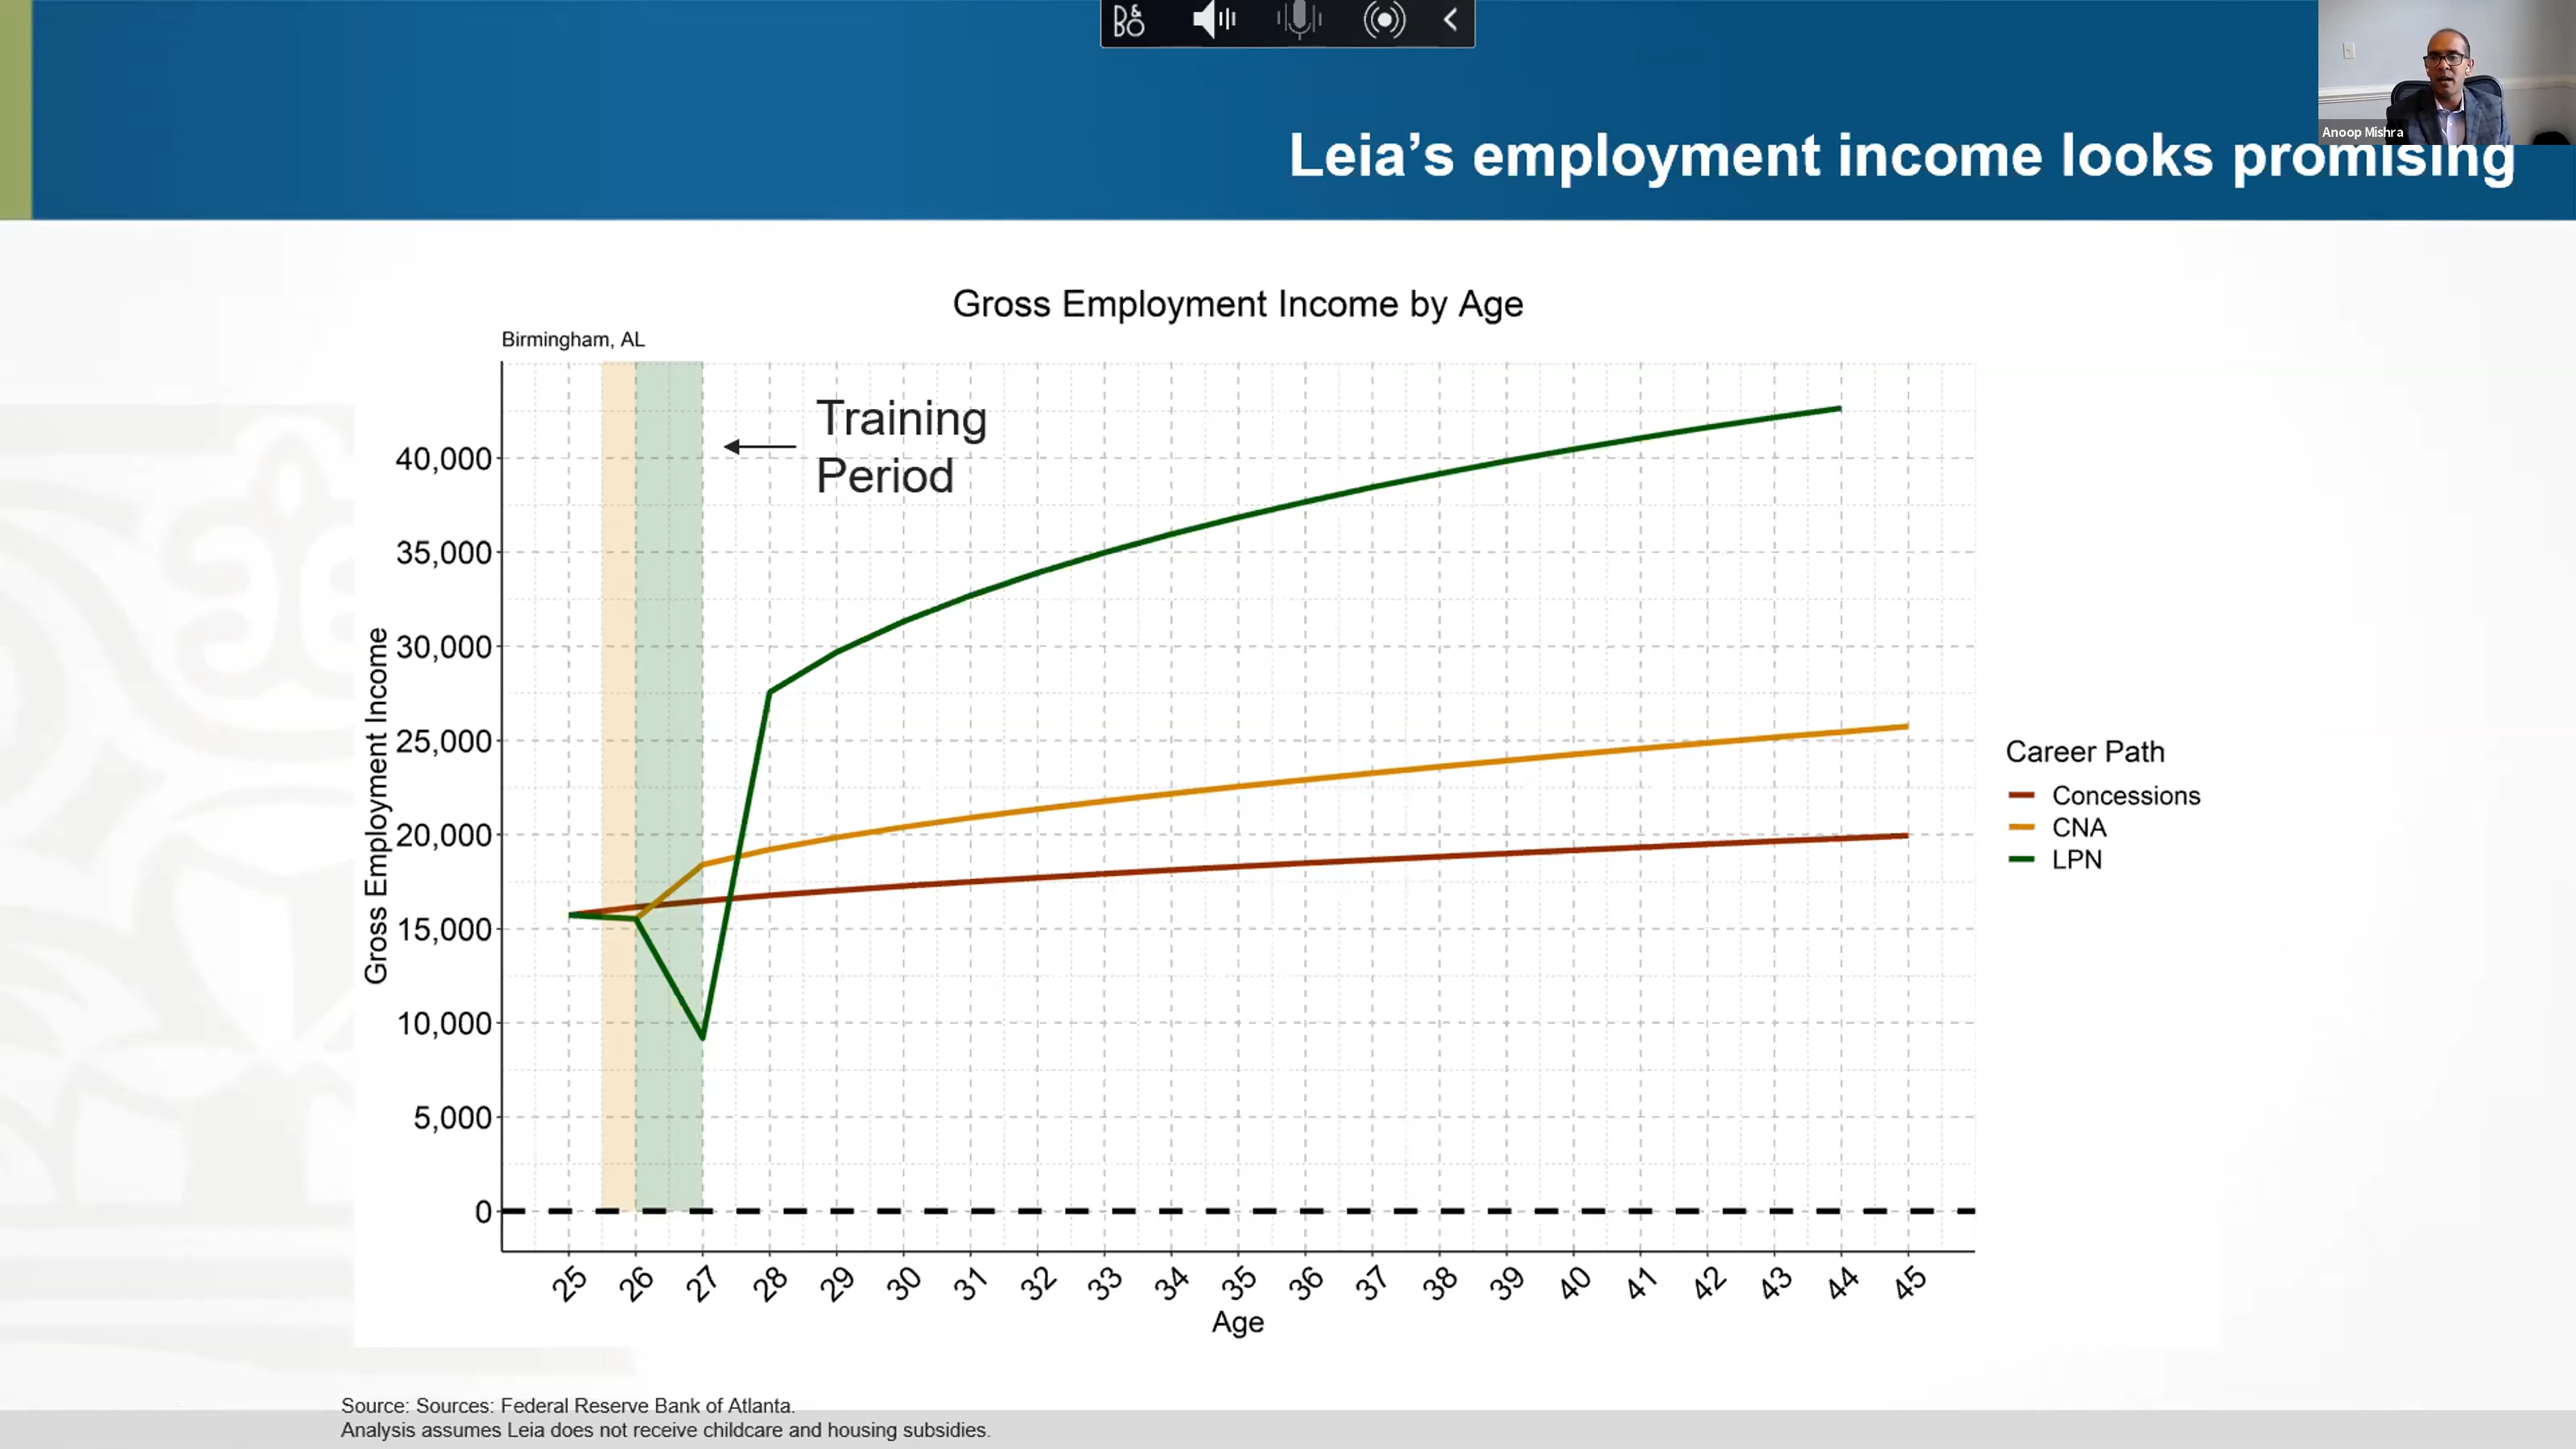 B&O
Anoop Mishra
Leia’s employment income looks promising
Gross Employment Income by Age
Birmingham, AL
Training
Period
40,000
35,000
30,000
25,000
20,000
15,000
10,000
5,000
0
Gross Employment Income
25 26 27 28 29 30 31 32 33 34 35 36 37 38 39 40 41 42 43 44 45
Age
Career Path
Concessions
CNA
LPN
Source: Sources: Federal Reserve Bank of Atlanta.
Analysis assumes Leia does not receive childcare and housing subsidies.